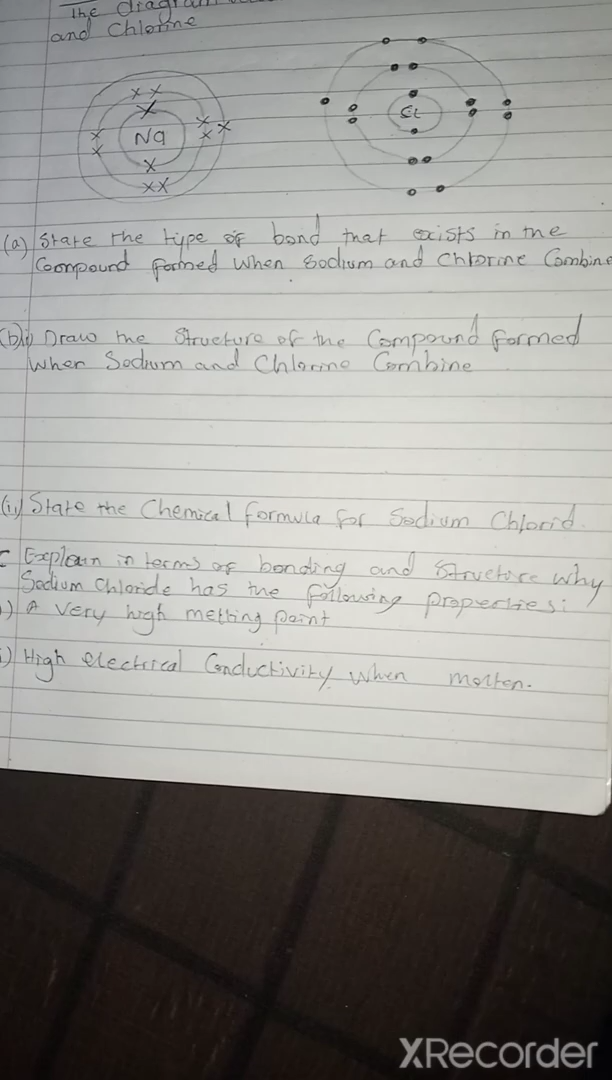 The diagram
and Chlorine
Na
CL
(a) State the type of bond that exists in the
Compound formed when Sodium and Chlorine Combine
(b)i) Draw the Structure of the Compound formed
when Sodium and Chlorine Combine
(ii) State the Chemical formula for Sodium Chlorid.
C Explain in terms of bonding and Structure why
Sodium Chloride has the following properties:
i) A very high melting point
i) High electrical Conductivity when molten.
XRecorder